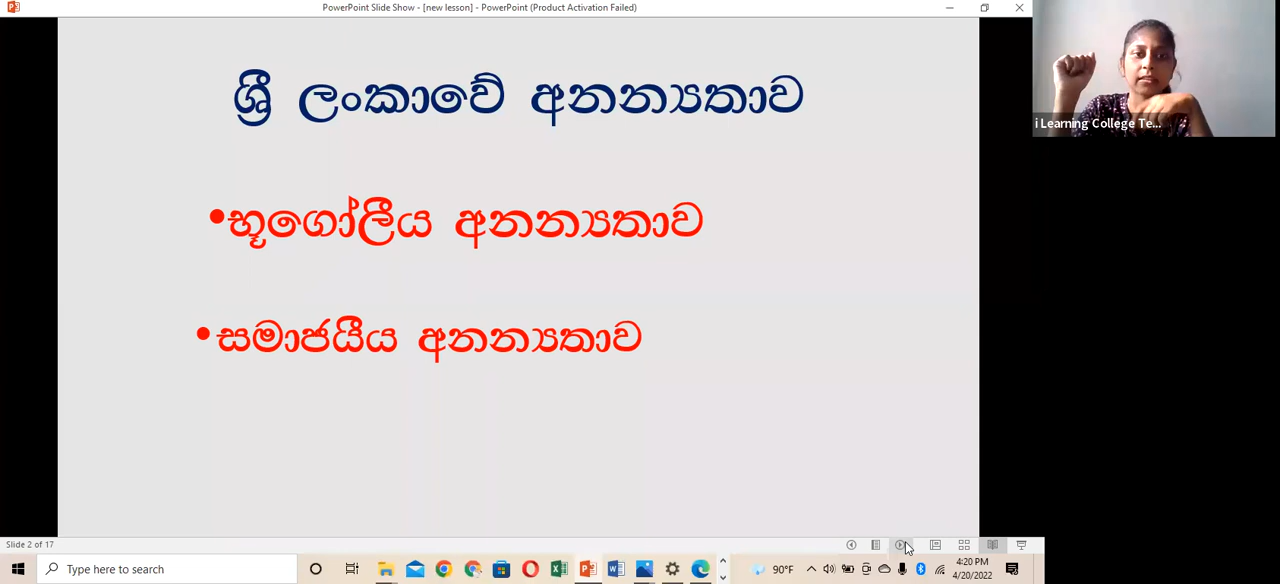 PowerPoint Slide Show - [new lesson] - PowerPoint (Product Activation Failed)
ශ්‍රී ලංකාවේ අනන්‍යතාව
•භූගෝලීය අනන්‍යතාව
•සමාජයීය අනන්‍යතාව
i Learning College Te...
Slide 2 of 17
Type here to search
90°F
4:20 PM
4/20/2022